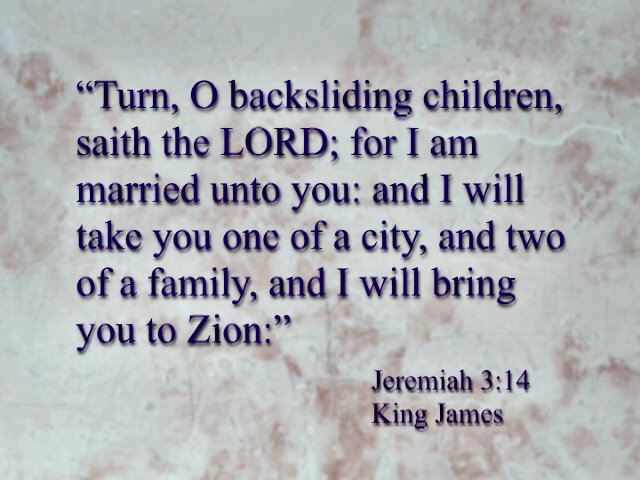 “Turn, O backsliding children,
saith the LORD; for I am
married unto you: and I will
take you one of a city, and two
of a family, and I will bring
you to Zion:”
Jeremiah 3:14
King James